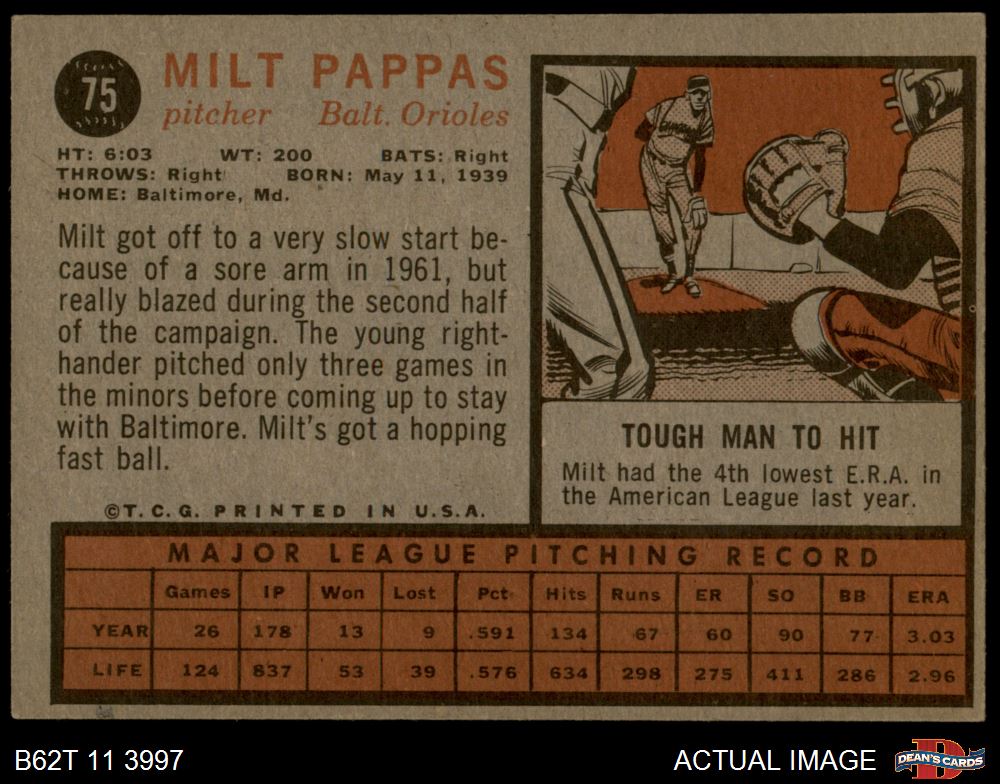 75
MILT PAPPAS
pitcher Balt. Orioles
HT: 6:03 WT: 200 BATS: Right
THROWS: Right BORN: May 11, 1939
HOME: Baltimore, Md.
Milt got off to a very slow start be-
cause of a sore arm in 1961, but
really blazed during the second half
of the campaign. The young right-
hander pitched only three games in
the minors before coming up to stay
with Baltimore. Milt's got a hopping
fast ball.
©T.C.G. PRINTED IN U.S.A.
TOUGH MAN TO HIT
Milt had the 4th lowest E.R.A. in
the American League last year.
MAJOR LEAGUE PITCHING RECORD
Games IP Won Lost Pct. Hits Runs ER SO BB ERA
YEAR 26 178 13 9 .591 134 67 60 90 77 3.03
LIFE 124 837 53 39 .576 634 298 275 411 286 2.96
B62T 11 3997
ACTUAL IMAGE
DEAN'S CARDS